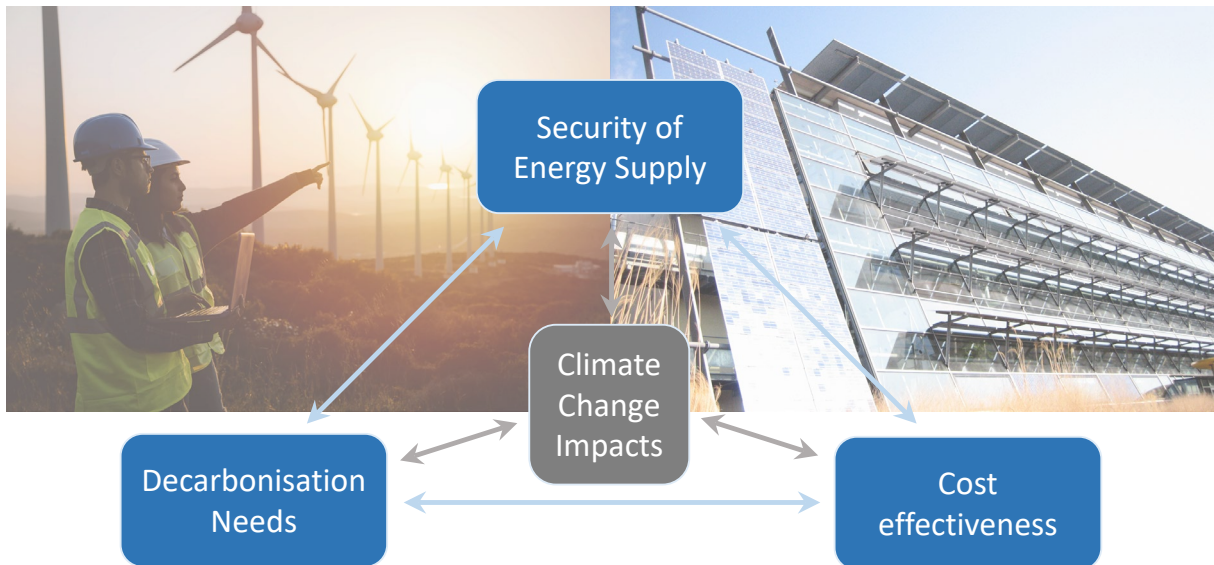 Security of
Energy Supply
Climate
Change
Impacts
Decarbonisation
Needs
Cost
effectiveness